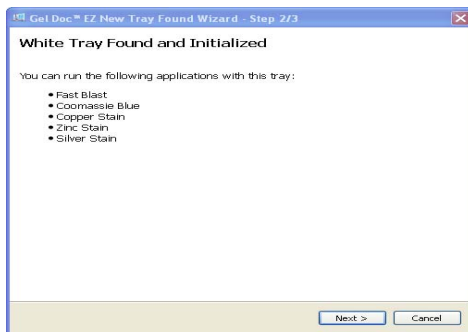 Gel Doc™ EZ New Tray Found Wizard - Step 2/3
White Tray Found and Initialized
You can run the following applications with this tray:
• Fast Blast
• Coomassie Blue
• Copper Stain
• Zinc Stain
• Silver Stain
Next > Cancel